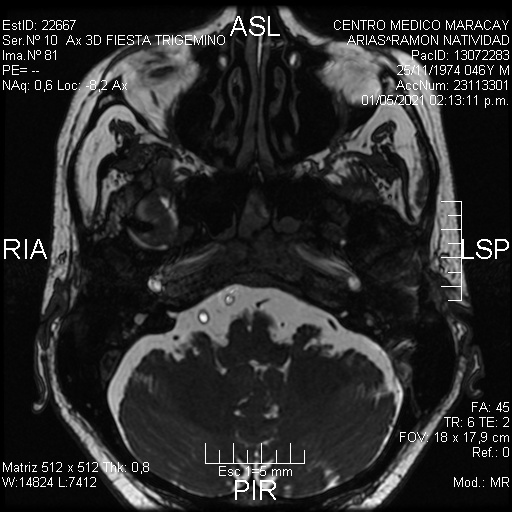 EstID: 22667
Ser.Nº 10 Ax 3D FIESTA TRIGEMINO
Ima.Nº 81
PE= --
NAq: 0,6 Loc: -8,2 Ax
ASL
CENTRO MEDICO MARACAY
ARIAS^RAMON NATIVIDAD
PacID: 13072283
25/11/1974 046Y M
AccNum: 23113301
01/05/2021 02:13:11 p.m.
RIA
LSP
FA: 45
TR: 6 TE: 2
FOV: 18 x 17,9 cm
Ref.: 0
Mod.: MR
Matriz 512 x 512 Thk: 0,8
W:14824 L:7412
Esc 1=5 mm
PIR